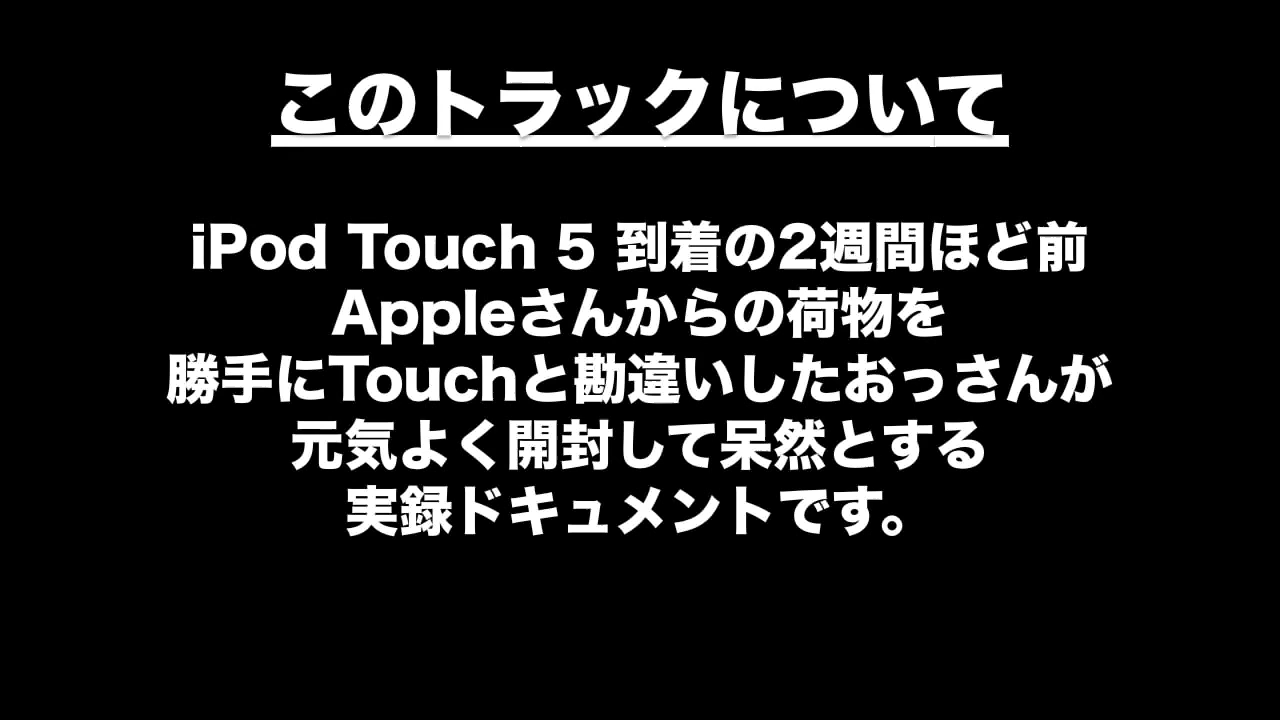 このトラックについて
iPod Touch 5 到着の2週間ほど前
Appleさんからの荷物を
勝手にTouchと勘違いしたおっさんが
元気よく開封して呆然とする
実録ドキュメントです。